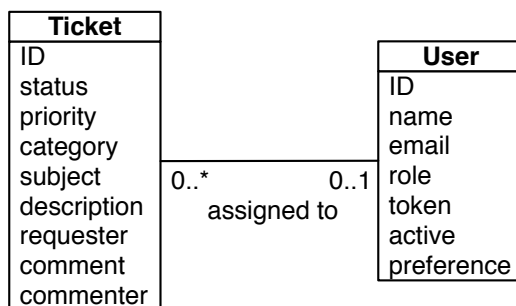 Ticket
ID
status
priority
category
subject
description
requester
comment
commenter
0..*
0..1
assigned to
User
ID
name
email
role
token
active
preference